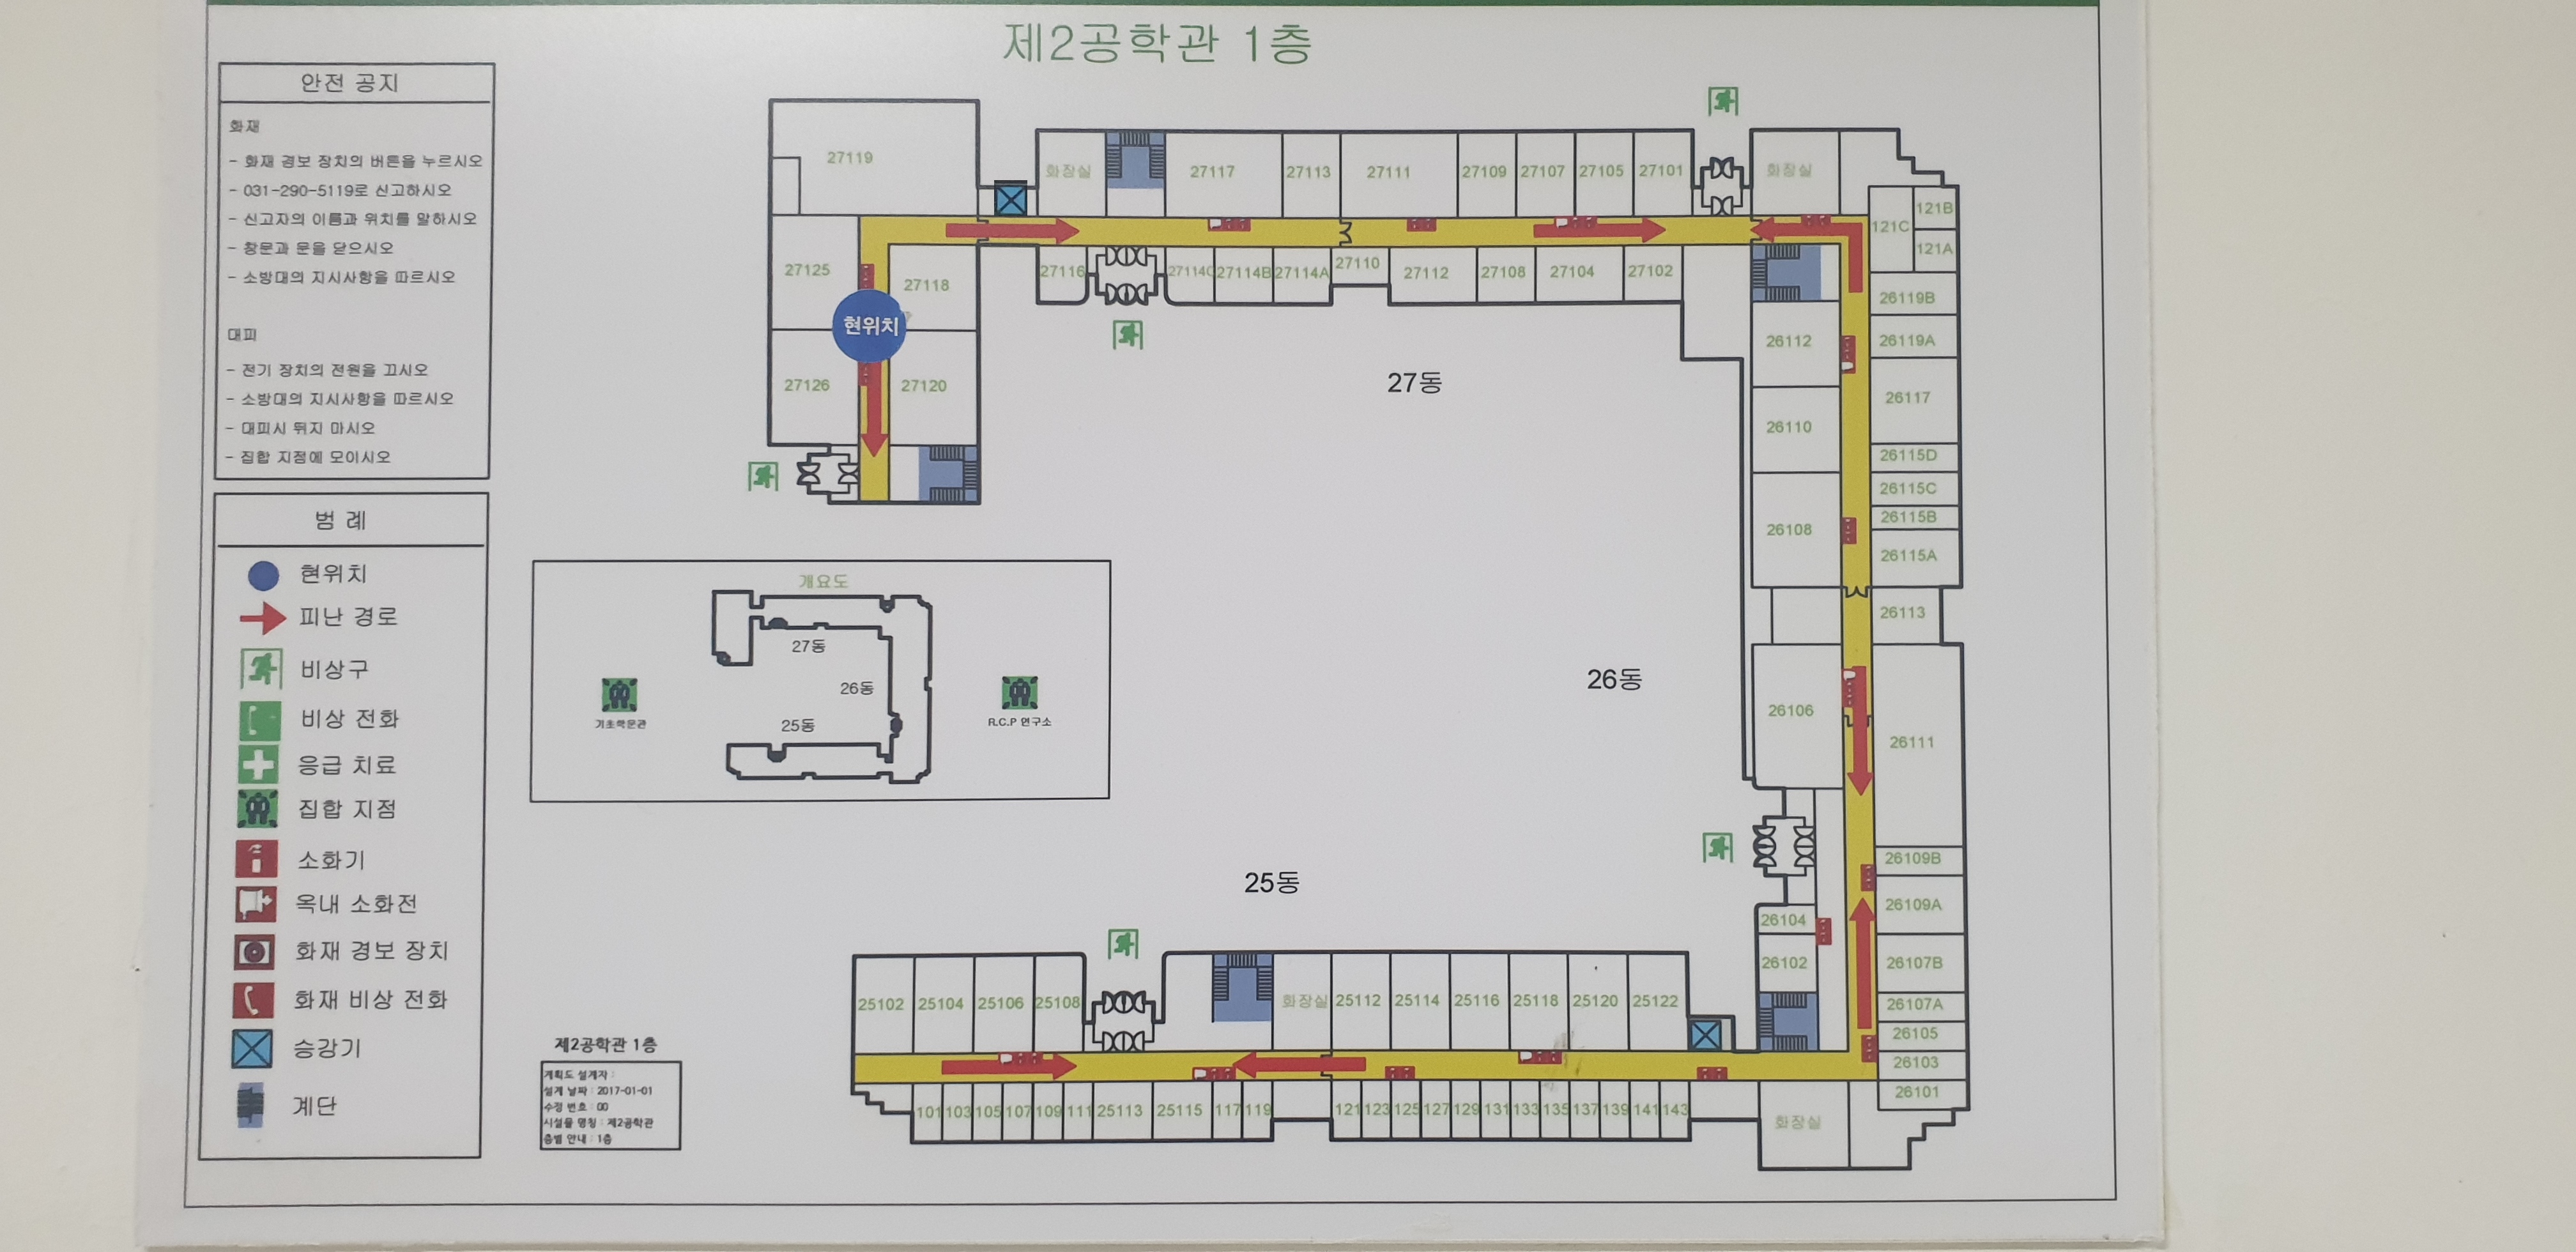 제2공학관 1층
안전 공지
화재
- 화재 경보 장치의 버튼을 누르시오
- 031-290-5119로 신고하시오
- 신고자의 이름과 위치를 말하시오
- 창문과 문을 닫으시오
- 소방대의 지시사항을 따르시오
대피
- 전기 장치의 전원을 끄시오
- 소방대의 지시사항을 따르시오
- 대피시 뛰지 마시오
- 집합 지점에 모이시오
범 례
현위치
피난 경로
비상구
비상 전화
응급 치료
집합 지점
소화기
옥내 소화전
화재 경보 장치
화재 비상 전화
승강기
계단
27119
화장실
27117
27113
27111
27109
27107
27105
27101
화장실
121B
121C
121A
27125
27118
27116
27114C
27114B
27114A
27110
27112
27108
27104
27102
현위치
27126
27120
27동
26119B
26112
26119A
26117
26110
26115D
26115C
26115B
26108
26115A
26113
26동
26106
26111
26109B
26109A
26104
26102
26107B
26107A
26105
26103
26101
화장실
개요도
27동
26동
25동
기초학문관
R.C.P 연구소
25동
25102
25104
25106
25108
화장실
25112
25114
25116
25118
25120
25122
101
103
105
107
109
111
25113
25115
117
119
121
123
125
127
129
131
133
135
137
139
141
143
제2공학관 1층
계획도 설계자 :
설계 날짜 : 2017-01-01
수정 번호 : 00
시설물 명칭 : 제2공학관
층별 안내 : 1층